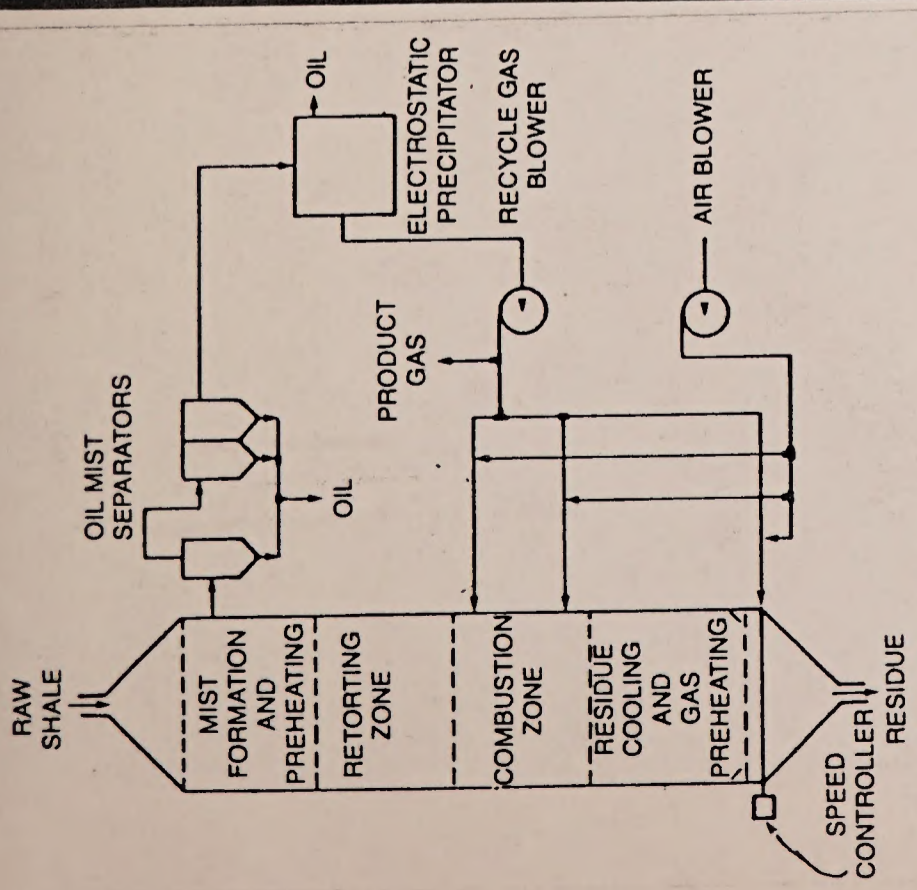 RAW
SHALE
OIL MIST
SEPARATORS
OIL
OIL
ELECTROSTATIC
PRECIPITATOR
MIST
FORMATION
AND
PREHEATING
RETORTING
ZONE
PRODUCT
GAS
RECYCLE GAS
BLOWER
COMBUSTION
ZONE
RESIDUE
COOLING
AND
GAS
PREHEATING
AIR BLOWER
SPEED
CONTROLLER
RESIDUE